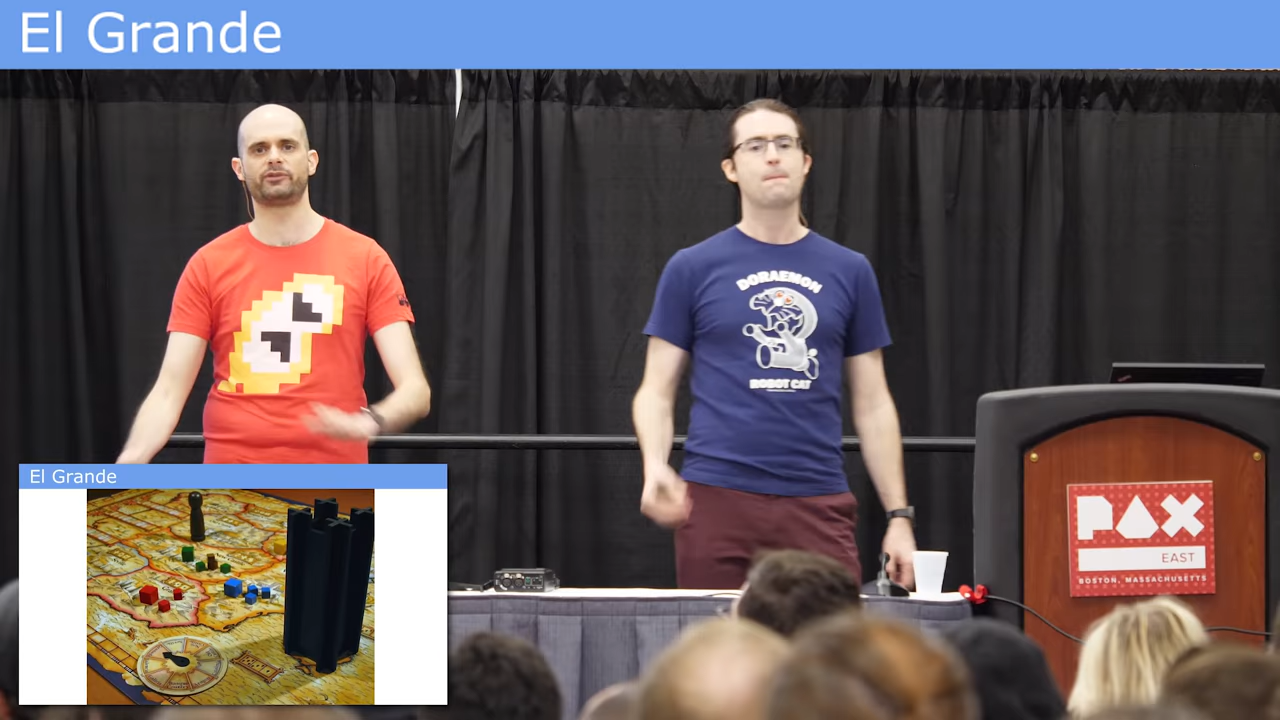 El Grande
DORAEMON
ROBOT CAT
El Grande
PAX
EAST
BOSTON, MASSACHUSETTS